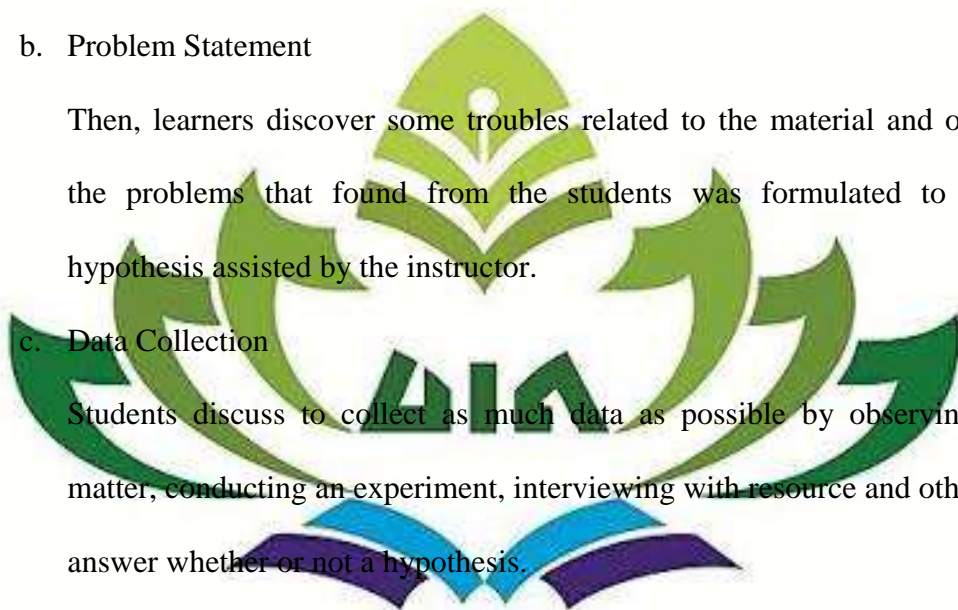 b. Problem Statement
Then, learners discover some troubles related to the material and o
the problems that found from the students was formulated to
hypothesis assisted by the instructor.
c. Data Collection
Students discuss to collect as much data as possible by observin
matter, conducting an experiment, interviewing with resource and oth
answer whether or not a hypothesis.